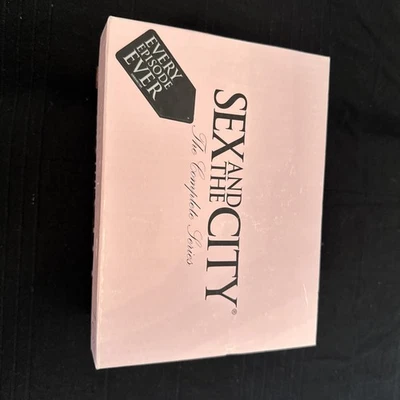 EVERY
EPISODE
EVER
SEX AND THE CITY®
The Complete Series